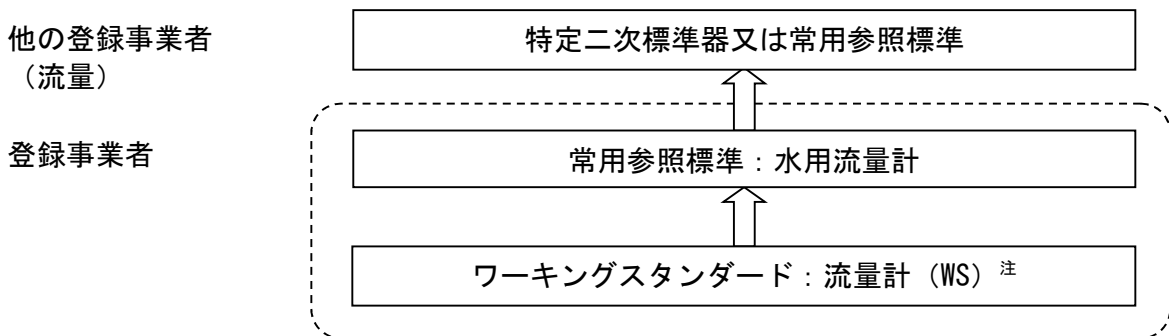 他の登録事業者
（流量）
特定二次標準器又は常用参照標準
登録事業者
常用参照標準：水用流量計
ワーキングスタンダード：流量計（WS）注